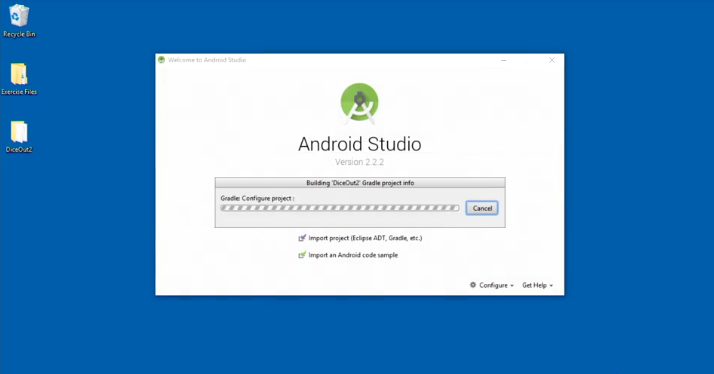 Recycle Bin
Exercise Files
DiceOut2
Welcome to Android Studio
Android Studio
Version 2.2.2
Building 'DiceOut2' Gradle project info
Gradle: Configure project :
Cancel
Import project (Eclipse ADT, Gradle, etc.)
Import an Android code sample
Configure
Get Help